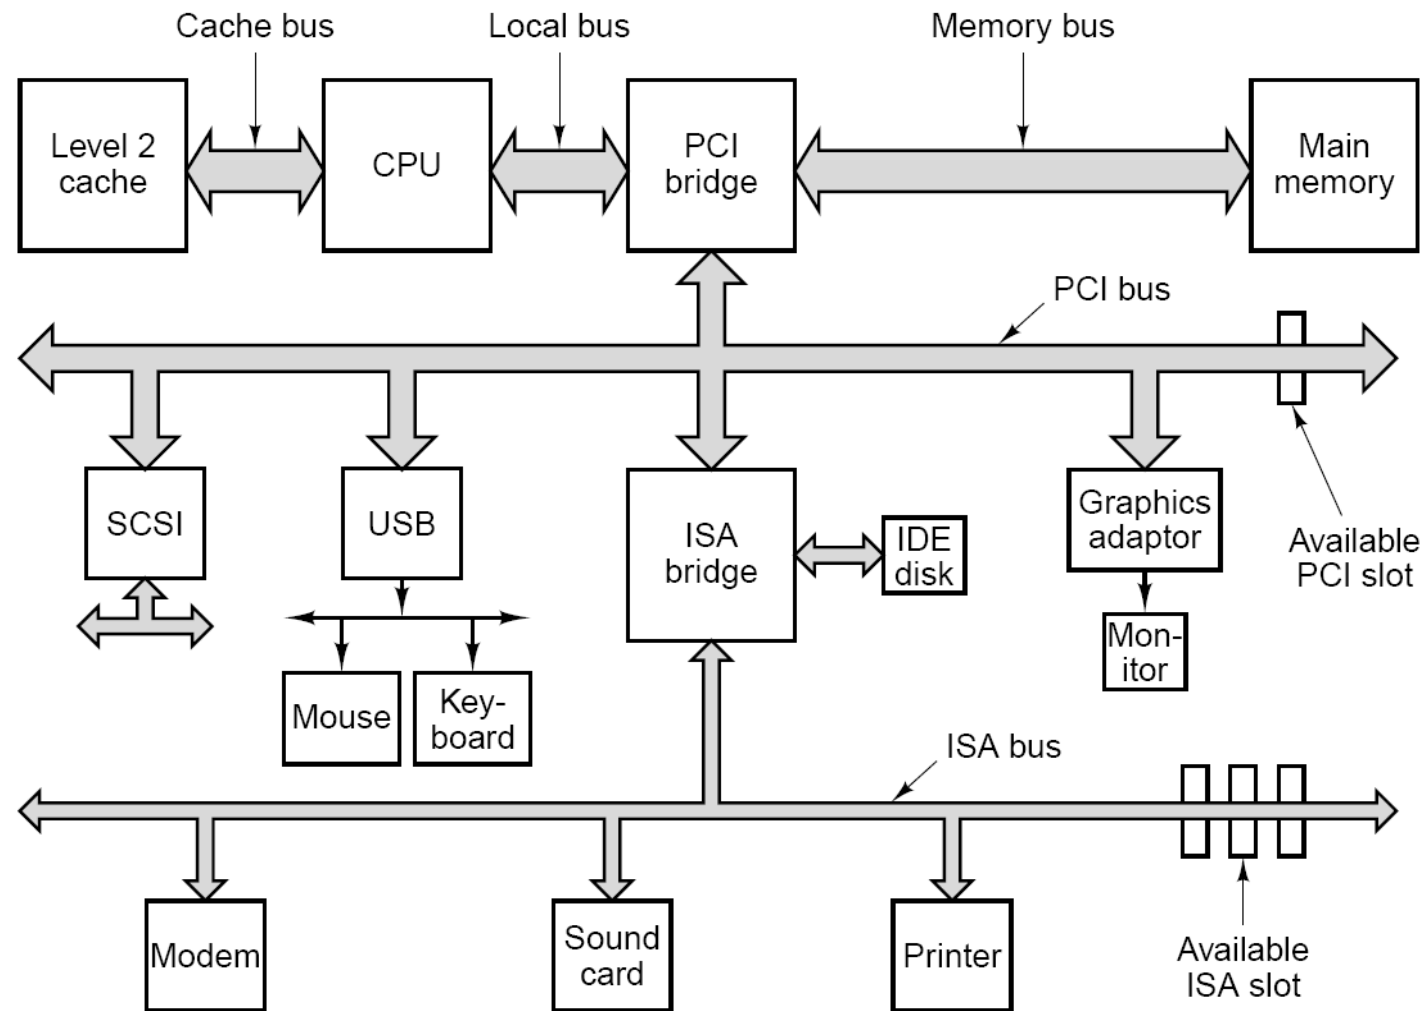 Cache bus
Local bus
Memory bus
Level 2
cache
CPU
PCI
bridge
Main
memory
PCI bus
SCSI
USB
ISA
bridge
IDE
disk
Graphics
adaptor
Available
PCI slot
Mon-
itor
Mouse
Key-
board
ISA bus
Modem
Sound
card
Printer
Available
ISA slot